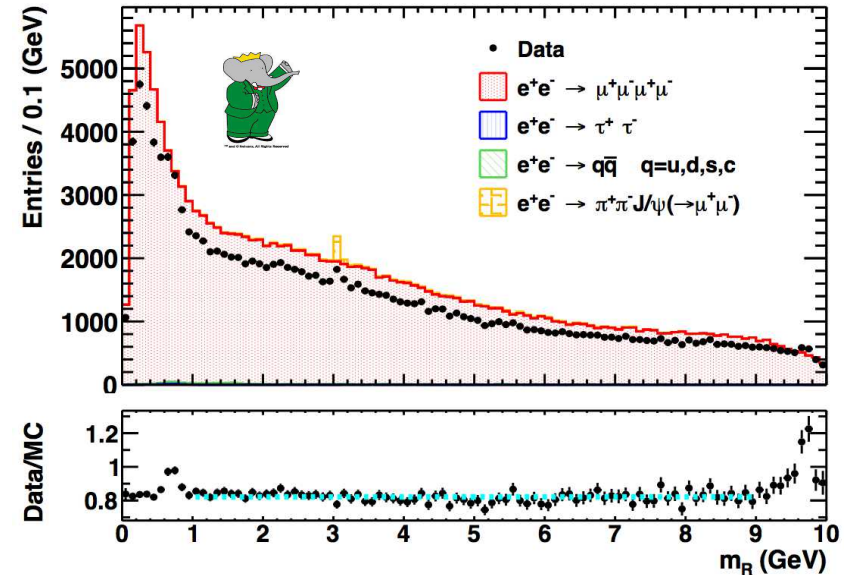 Entries / 0.1 (GeV)
5000
4000
3000
2000
1000
0
Data
e⁺e⁻ → μ⁺μ⁻μ⁺μ⁻
e⁺e⁻ → τ⁺ τ⁻
e⁺e⁻ → qq̄ q=u,d,s,c
e⁺e⁻ → π⁺π⁻J/ψ(→μ⁺μ⁻)
Data/MC
1.2
1
0.8
0 1 2 3 4 5 6 7 8 9 10
m_R (GeV)